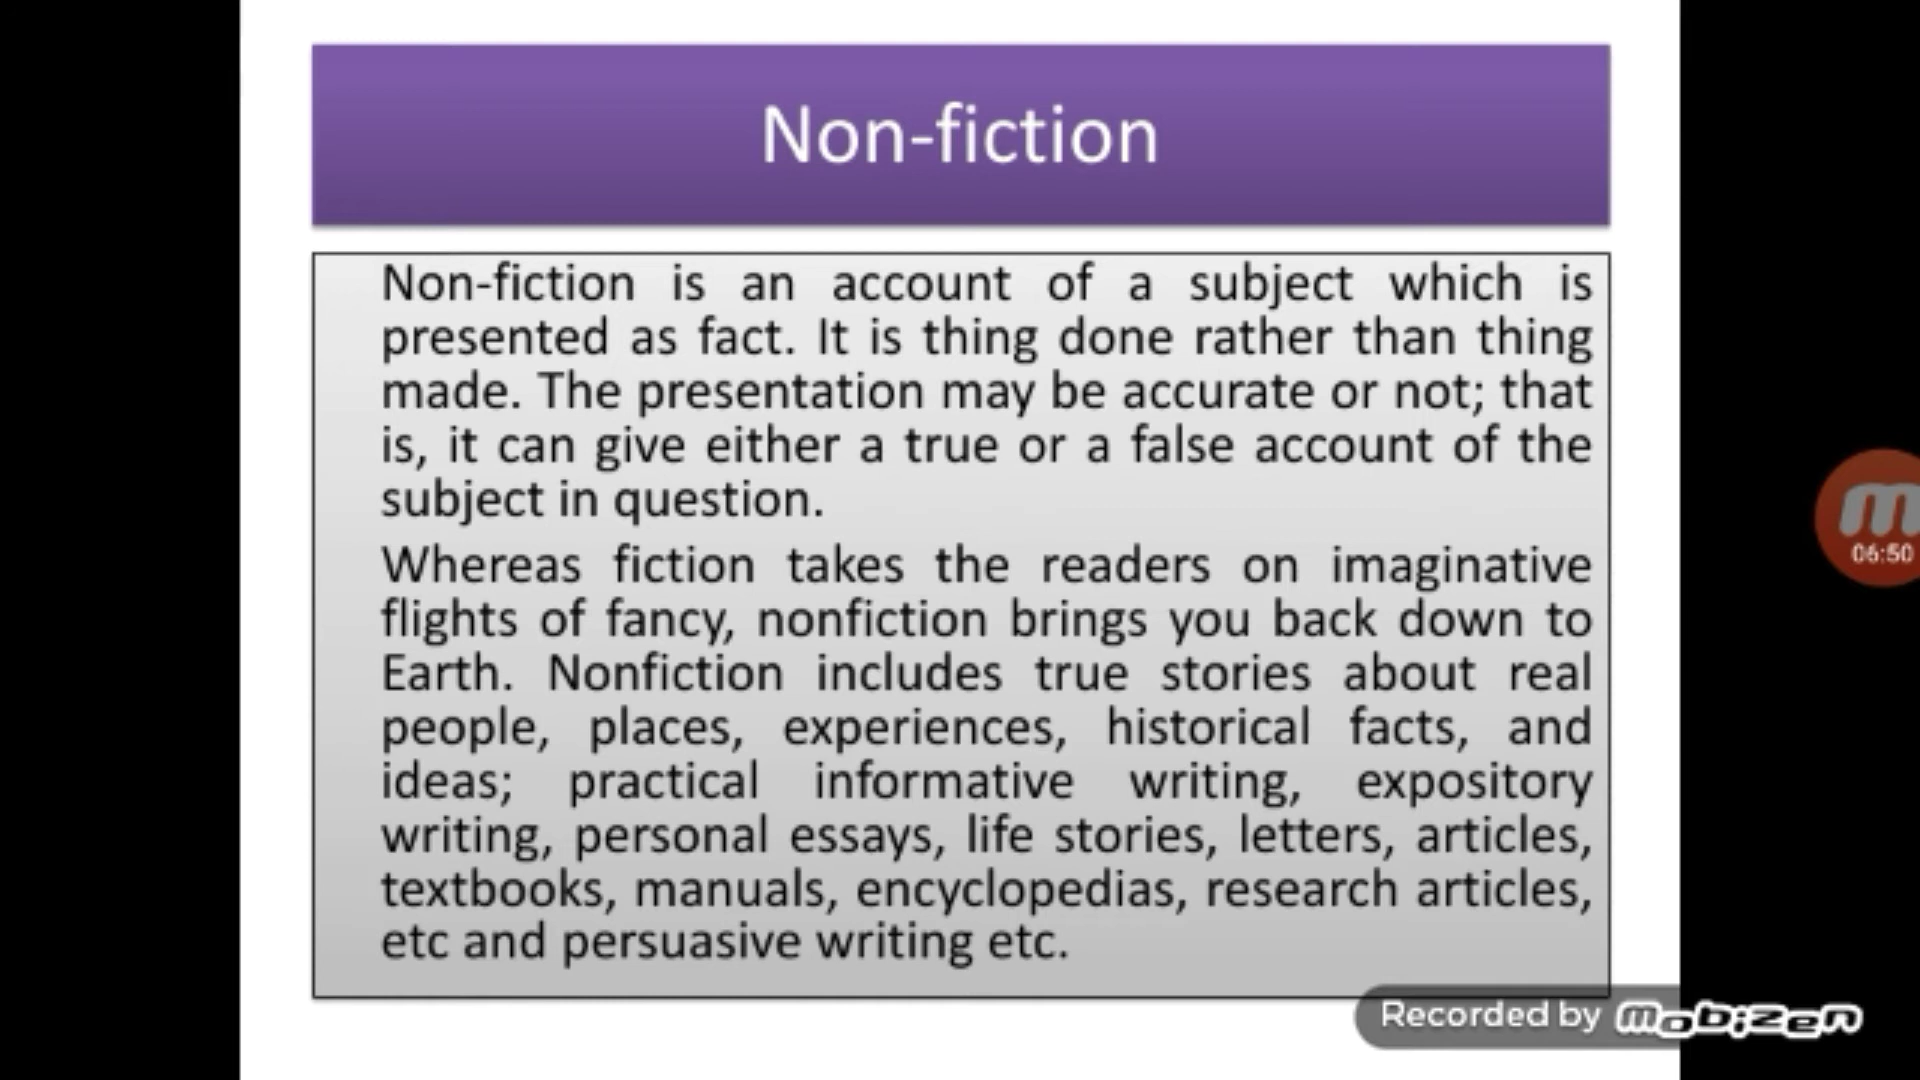 Non-fiction
Non-fiction is an account of a subject which is
presented as fact. It is thing done rather than thing
made. The presentation may be accurate or not; that
is, it can give either a true or a false account of the
subject in question.
Whereas fiction takes the readers on imaginative
flights of fancy, nonfiction brings you back down to
Earth. Nonfiction includes true stories about real
people, places, experiences, historical facts, and
ideas; practical informative writing, expository
writing, personal essays, life stories, letters, articles,
textbooks, manuals, encyclopedias, research articles,
etc and persuasive writing etc.
m
06:50
Recorded by mobizen